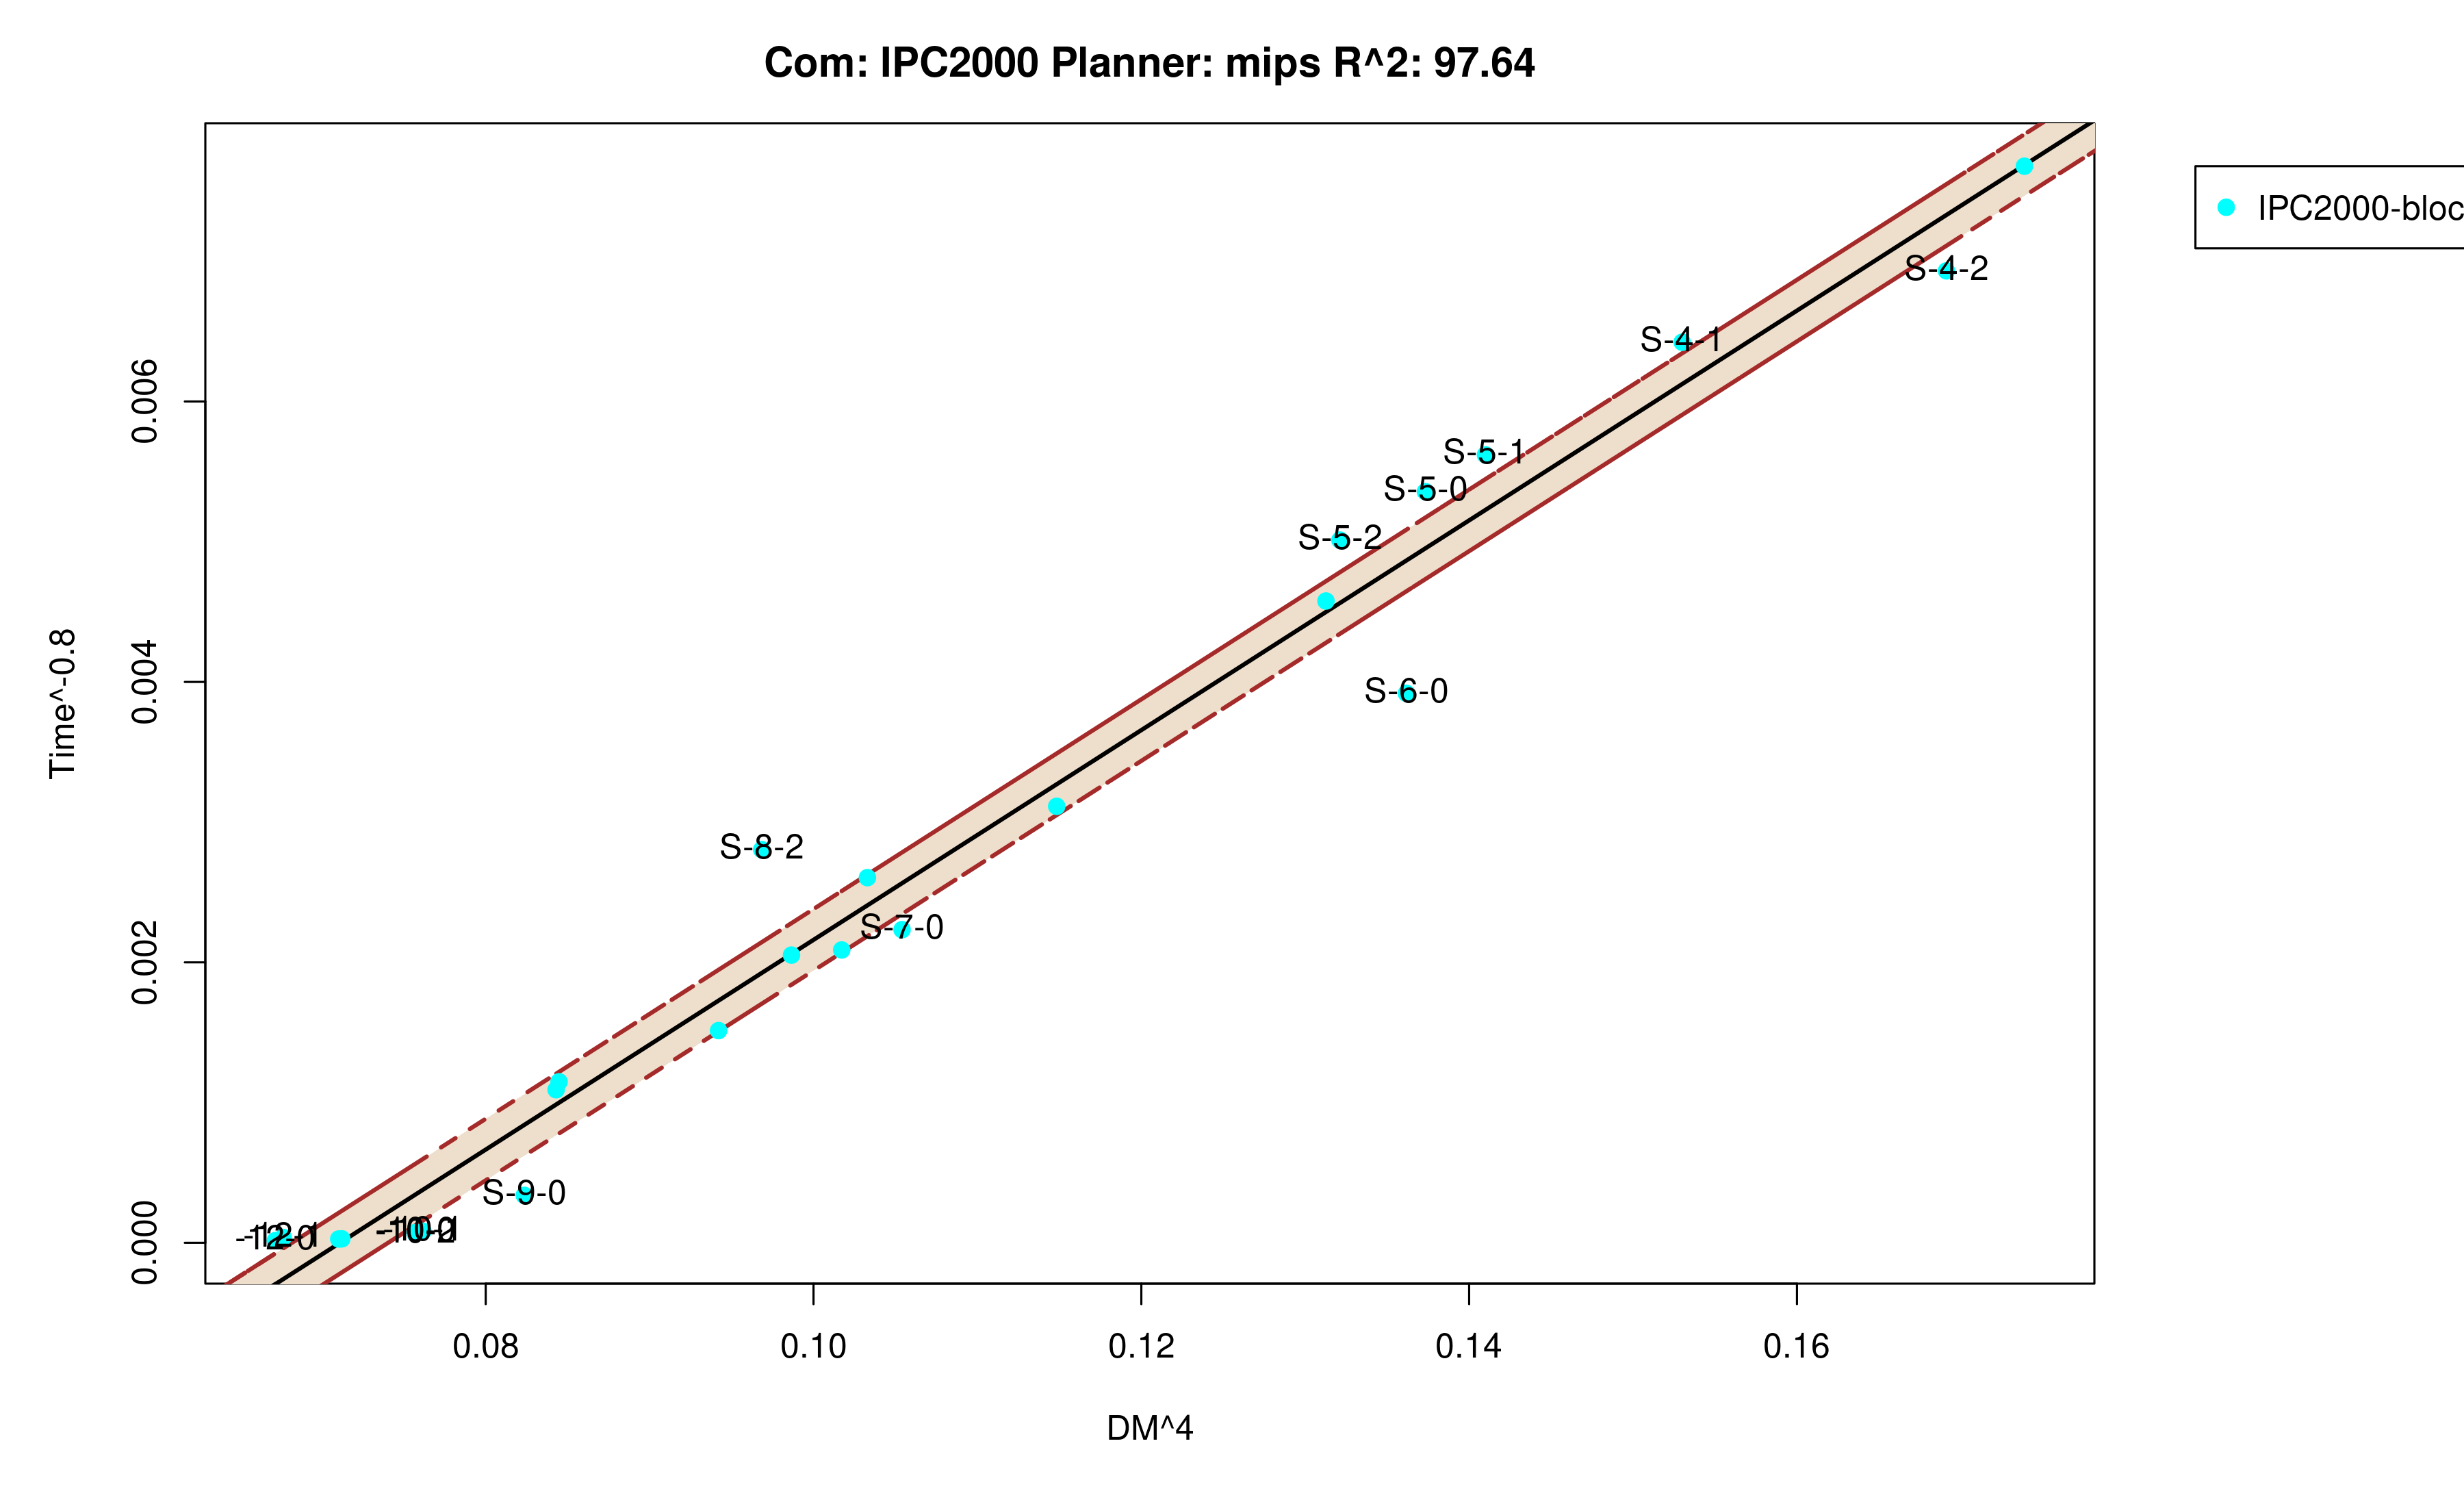 Com: IPC2000 Planner: mips R^2: 97.64
IPC2000-bloc
S-4-2
S-4-1
S-5-1
S-5-0
S-5-2
S-6-0
S-8-2
S-7-0
S-9-0
0.006
0.004
0.002
0.000
Time^-0.8
0.08
0.10
0.12
0.14
0.16
DM^4